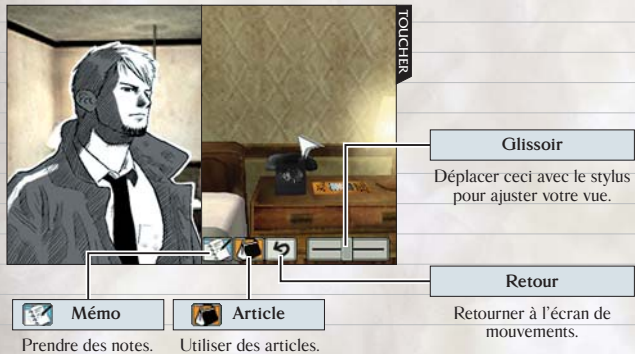 TOUCHER
Glissoir
Déplacer ceci avec le stylus
pour ajuster votre vue.
Retour
Retourner à l'écran de
mouvements.
Mémo
Prendre des notes.
Article
Utiliser des articles.